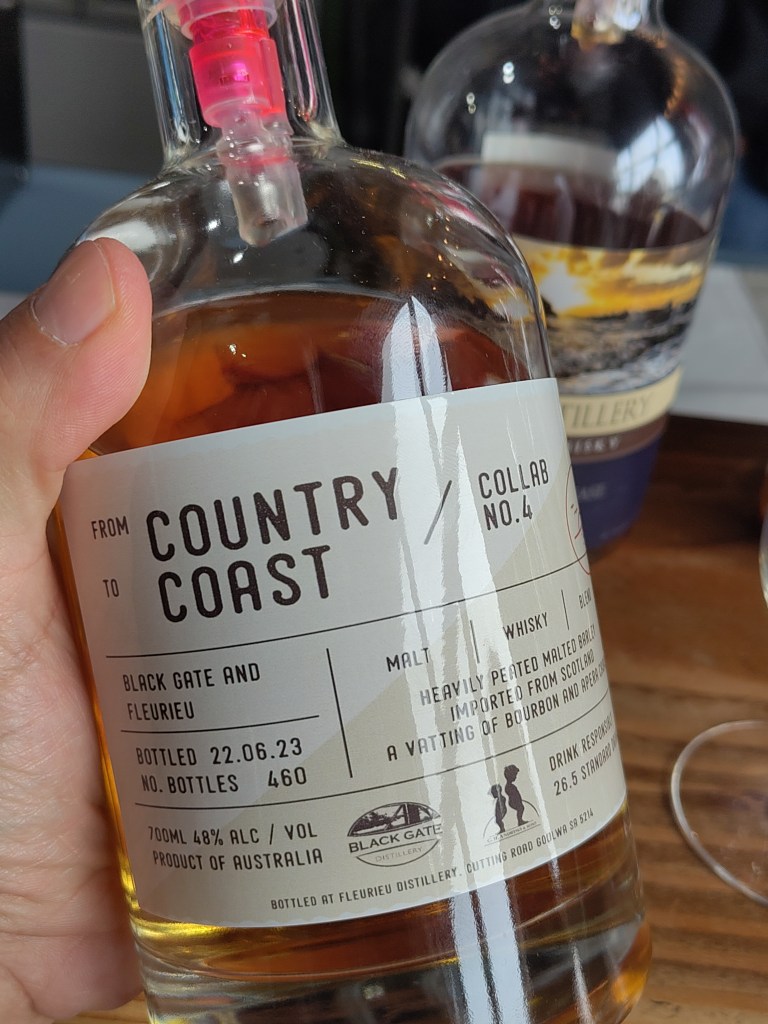 FROM COUNTRY / COLLAB NO.4
TO COAST
BLACK GATE AND
FLEURIEU
BOTTLED 22.06.23
NO. BOTTLES 460
MALT | WHISKY | BLEND
HEAVILY PEATED MALTED BARLEY
IMPORTED FROM SCOTLAND
A VATTING OF BOURBON AND APERA
DRINK
26.5 STANDARD
700ML 48% ALC / VOL
PRODUCT OF AUSTRALIA
BLACK GATE
DISTILLERY
BOTTLED AT FLEURIEU DISTILLERY, CUTTING ROAD GOOLWA SA 5214